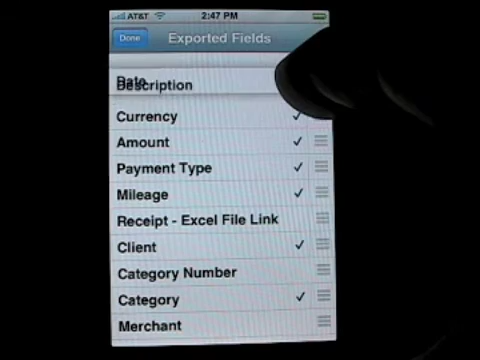 AT&T 2:47 PM
Done Exported Fields
Date
Description
Currency
Amount
Payment Type
Mileage
Receipt - Excel File Link
Client
Category Number
Category
Merchant